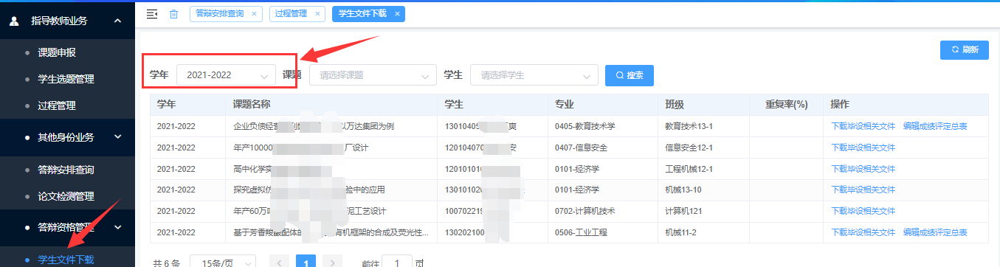 指导教师业务
课题申报
学生选题管理
过程管理
其他身份业务
答辩安排查询
论文检测管理
答辩资格管理
学生文件下载
答辩安排查询 × 过程管理 × 学生文件下载 ×
刷新
学年 2021-2022 课题 请选择课题 学生 请选择学生 搜索
学年 课题名称 学生 专业 班级 重复率(%) 操作
2021-2022 企业负债经营 以万达集团为例 13010405 爽 0405-教育技术学 教育技术13-1 下载毕设相关文件 编辑成绩评定总表
2021-2022 年产10000 厂设计 120104070 安 0407-信息安全 信息安全12-1 下载毕设相关文件
2021-2022 高中化学实 120101010 0101-经济学 工程机械12-1 下载毕设相关文件
2021-2022 探究虚拟仿 验中的应用 130101020 0101-经济学 机械13-10 下载毕设相关文件
2021-2022 年产60万吨 泥工艺设计 100702219 0702-计算机技术 计算机121 下载毕设相关文件
2021-2022 基于芳香羧酸配体的 有机框架的合成及荧光性... 130202100 0506-工业工程 机械11-2 下载毕设相关文件 编辑成绩评定总表
共 6 条 15条/页 < 1 > 前往 1 页